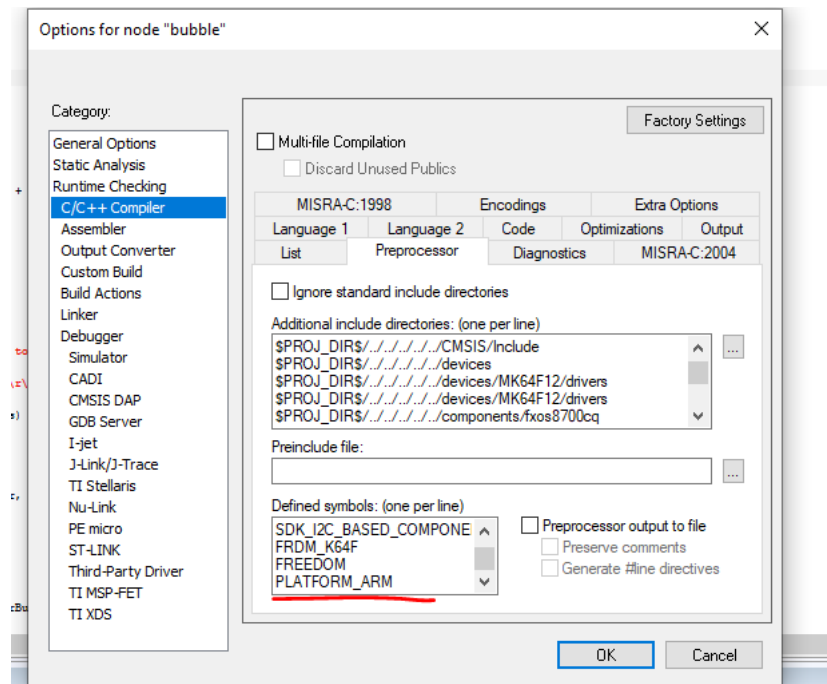 Options for node "bubble"
Category:
General Options
Static Analysis
Runtime Checking
C/C++ Compiler
Assembler
Output Converter
Custom Build
Build Actions
Linker
Debugger
Simulator
CADI
CMSIS DAP
GDB Server
I-jet
J-Link/J-Trace
TI Stellaris
Nu-Link
PE micro
ST-LINK
Third-Party Driver
TI MSP-FET
TI XDS
Factory Settings
Multi-file Compilation
Discard Unused Publics
MISRA-C:1998 Encodings Extra Options
Language 1 Language 2 Code Optimizations Output
List Preprocessor Diagnostics MISRA-C:2004
Ignore standard include directories
Additional include directories: (one per line)
$PROJ_DIR$/../../../../../CMSIS/Include
$PROJ_DIR$/../../../../../devices
$PROJ_DIR$/../../../../../devices/MK64F12/drivers
$PROJ_DIR$/../../../../../devices/MK64F12/drivers
$PROJ_DIR$/../../../../../components/fxos8700cq
...
Preinclude file:
...
Defined symbols: (one per line)
SDK_I2C_BASED_COMPONE
FRDM_K64F
FREEDOM
PLATFORM_ARM
Preprocessor output to file
Preserve comments
Generate #line directives
OK Cancel